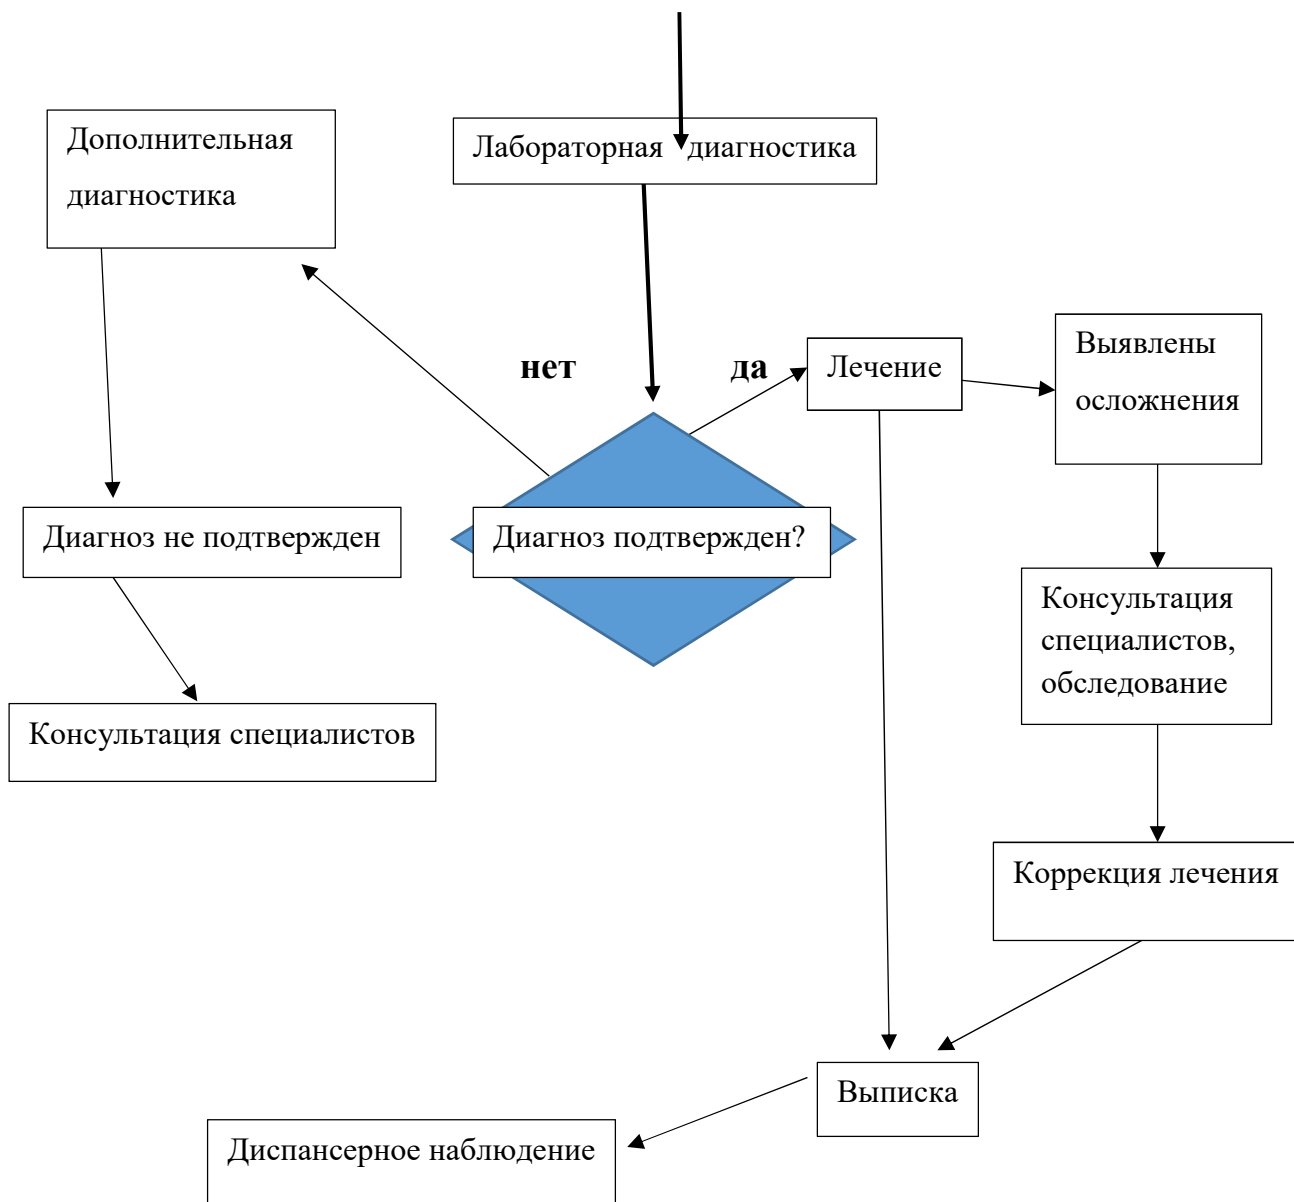 Дополнительная
диагностика
Лабораторная диагностика
нет
да
Лечение
Выявлены
осложнения
Диагноз не подтвержден
Диагноз подтвержден?
Консультация
специалистов,
обследование
Консультация специалистов
Коррекция лечения
Выписка
Диспансерное наблюдение